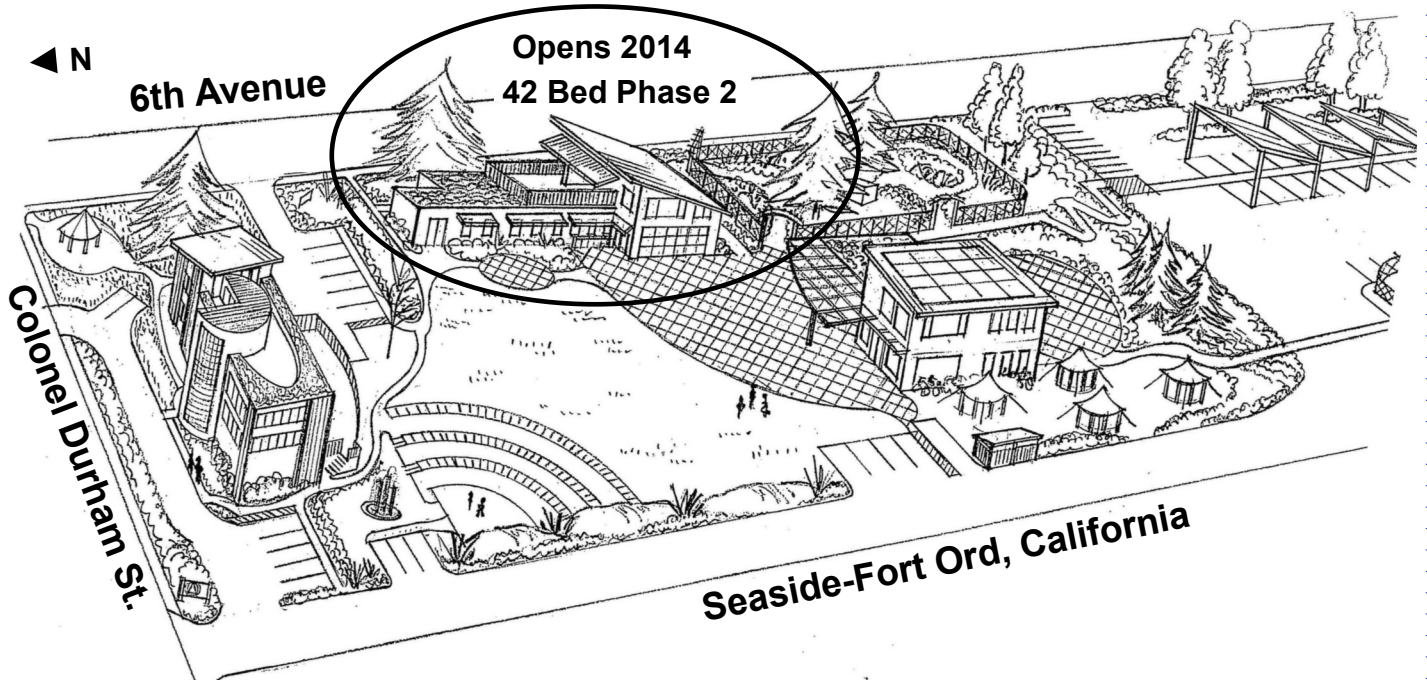 N
6th Avenue
Opens 2014
42 Bed Phase 2
Colonel Durham St.
Seaside-Fort Ord, California